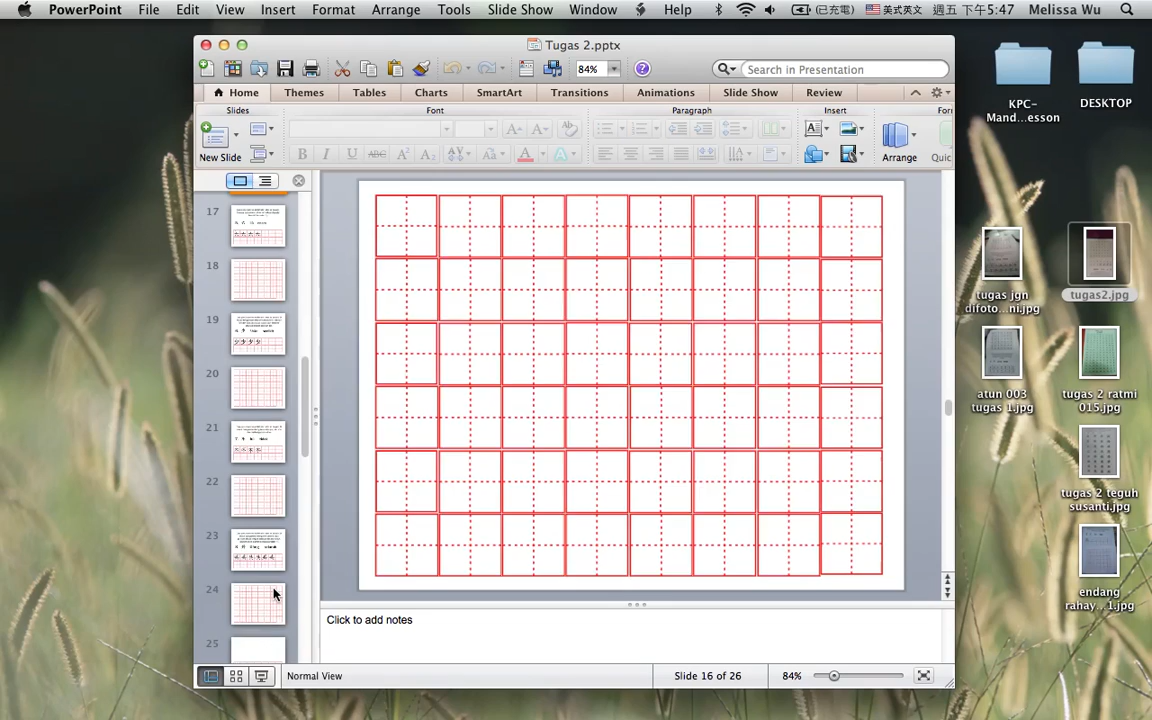 PowerPoint File Edit View Insert Format Arrange Tools Slide Show Window Help (已充電) 美式英文 週五 下午5:47 Melissa Wu
Tugas 2.pptx
84% Search in Presentation
Home Themes Tables Charts SmartArt Transitions Animations Slide Show Review
Slides Font Paragraph Insert For
New Slide Arrange Quic
17
18
19
20
21
22
23
24
25
Click to add notes
Normal View Slide 16 of 26 84%
KPC-
Mand...esson
DESKTOP
tugas jgn
difoto...ni.jpg
tugas2.jpg
atun 003
tugas 1.jpg
tugas 2 ratmi
015.jpg
tugas 2 teguh
susanti.jpg
endang
rahay...1.jpg